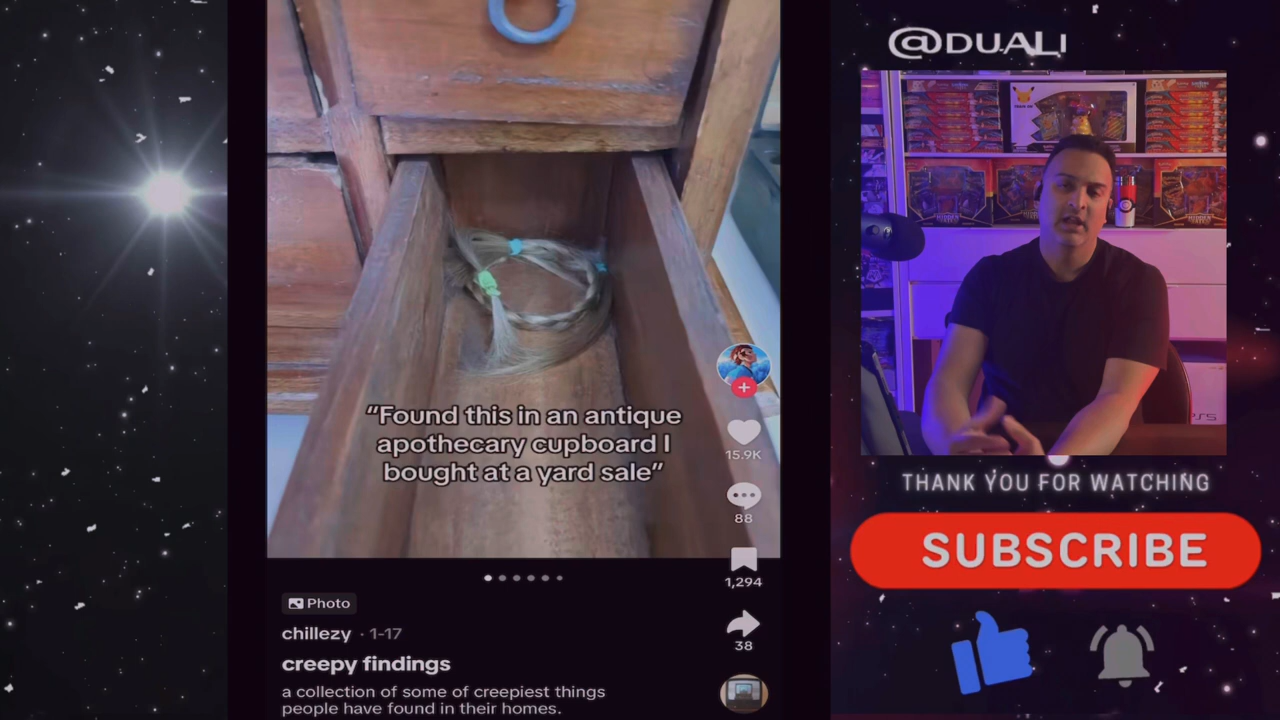 @DUALI
"Found this in an antique
apothecary cupboard I
bought at a yard sale"
15.9K
88
1,294
38
Photo
chillezy · 1-17
creepy findings
a collection of some of creepiest things
people have found in their homes.
PS5
THANK YOU FOR WATCHING
SUBSCRIBE